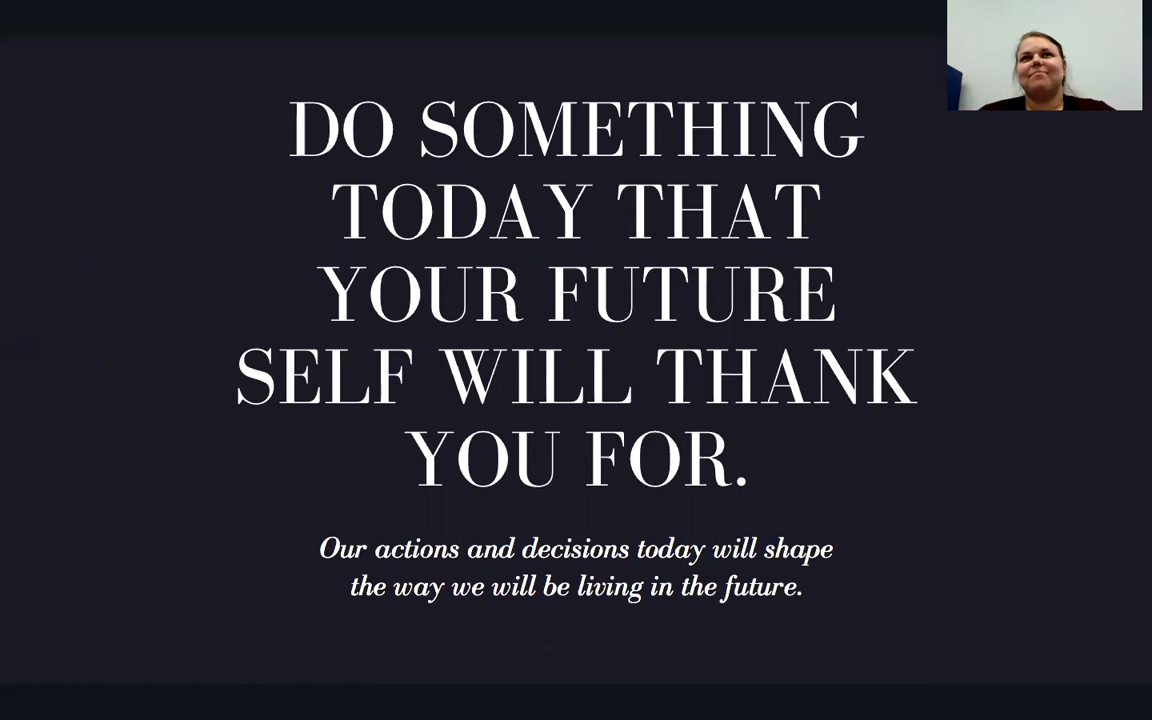 DO SOMETHING
TODAY THAT
YOUR FUTURE
SELF WILL THANK
YOU FOR.
Our actions and decisions today will shape
the way we will be living in the future.